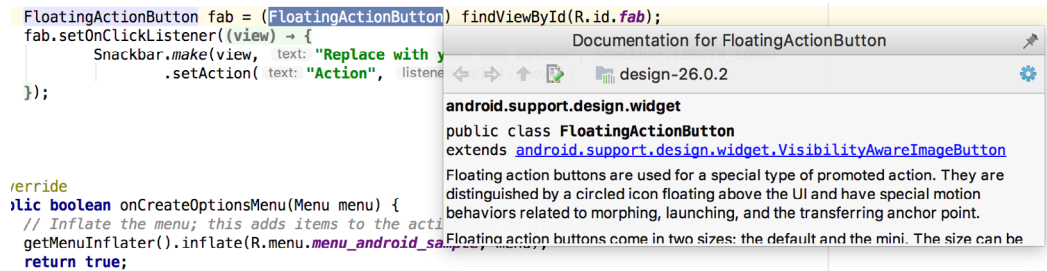 FloatingActionButton fab = (FloatingActionButton) findViewById(R.id.fab);
fab.setOnClickListener((view) → {
Snackbar.make(view, text: "Replace with y
.setAction( text: "Action", listene
});
verride
blic boolean onCreateOptionsMenu(Menu menu) {
// Inflate the menu; this adds items to the acti
getMenuInflater().inflate(R.menu.menu_android_sample, menu);
return true;
Documentation for FloatingActionButton
design-26.0.2
android.support.design.widget
public class FloatingActionButton
extends android.support.design.widget.VisibilityAwareImageButton
Floating action buttons are used for a special type of promoted action. They are
distinguished by a circled icon floating above the UI and have special motion
behaviors related to morphing, launching, and the transferring anchor point.
Floating action buttons come in two sizes: the default and the mini. The size can be